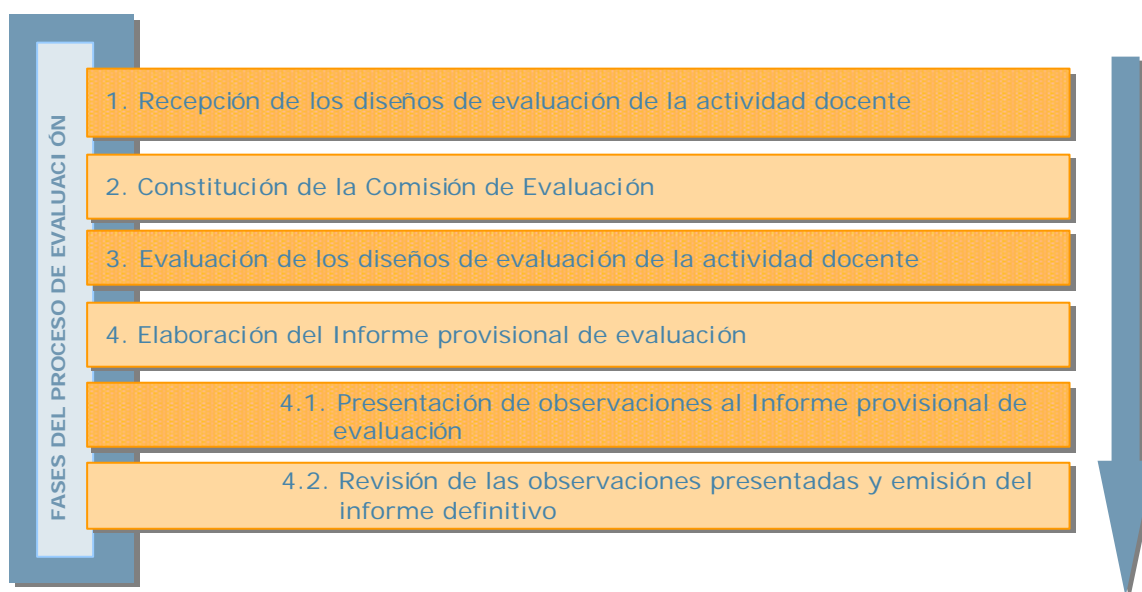 FASES DEL PROCESO DE EVALUACIÓN
1. Recepción de los diseños de evaluación de la actividad docente
2. Constitución de la Comisión de Evaluación
3. Evaluación de los diseños de evaluación de la actividad docente
4. Elaboración del Informe provisional de evaluación
4.1. Presentación de observaciones al Informe provisional de
evaluación
4.2. Revisión de las observaciones presentadas y emisión del
informe definitivo